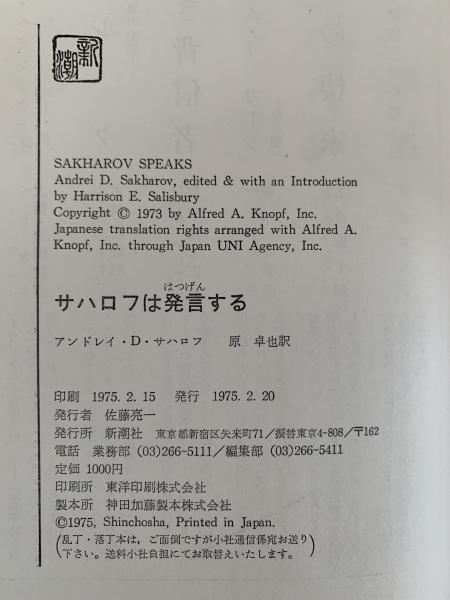 新潮
SAKHAROV SPEAKS
Andrei D. Sakharov, edited & with an Introduction
by Harrison E. Salisbury
Copyright © 1973 by Alfred A. Knopf, Inc.
Japanese translation rights arranged with Alfred A.
Knopf, Inc. through Japan UNI Agency, Inc.
はつげん
サハロフは発言する
アンドレイ・D・サハロフ 原 卓也訳
印刷 1975. 2. 15 発行 1975. 2. 20
発行者 佐藤亮一
発行所 新潮社 東京都新宿区矢来町71／振替東京4-808／〒162
電話 業務部 (03)266-5111／編集部 (03)266-5411
定価 1000円
印刷所 東洋印刷株式会社
製本所 神田加藤製本株式会社
©1975, Shinchosha, Printed in Japan.
(乱丁・落丁本は，ご面倒ですが小社通信係宛お送り
下さい。送料小社負担にてお取替えいたします。)